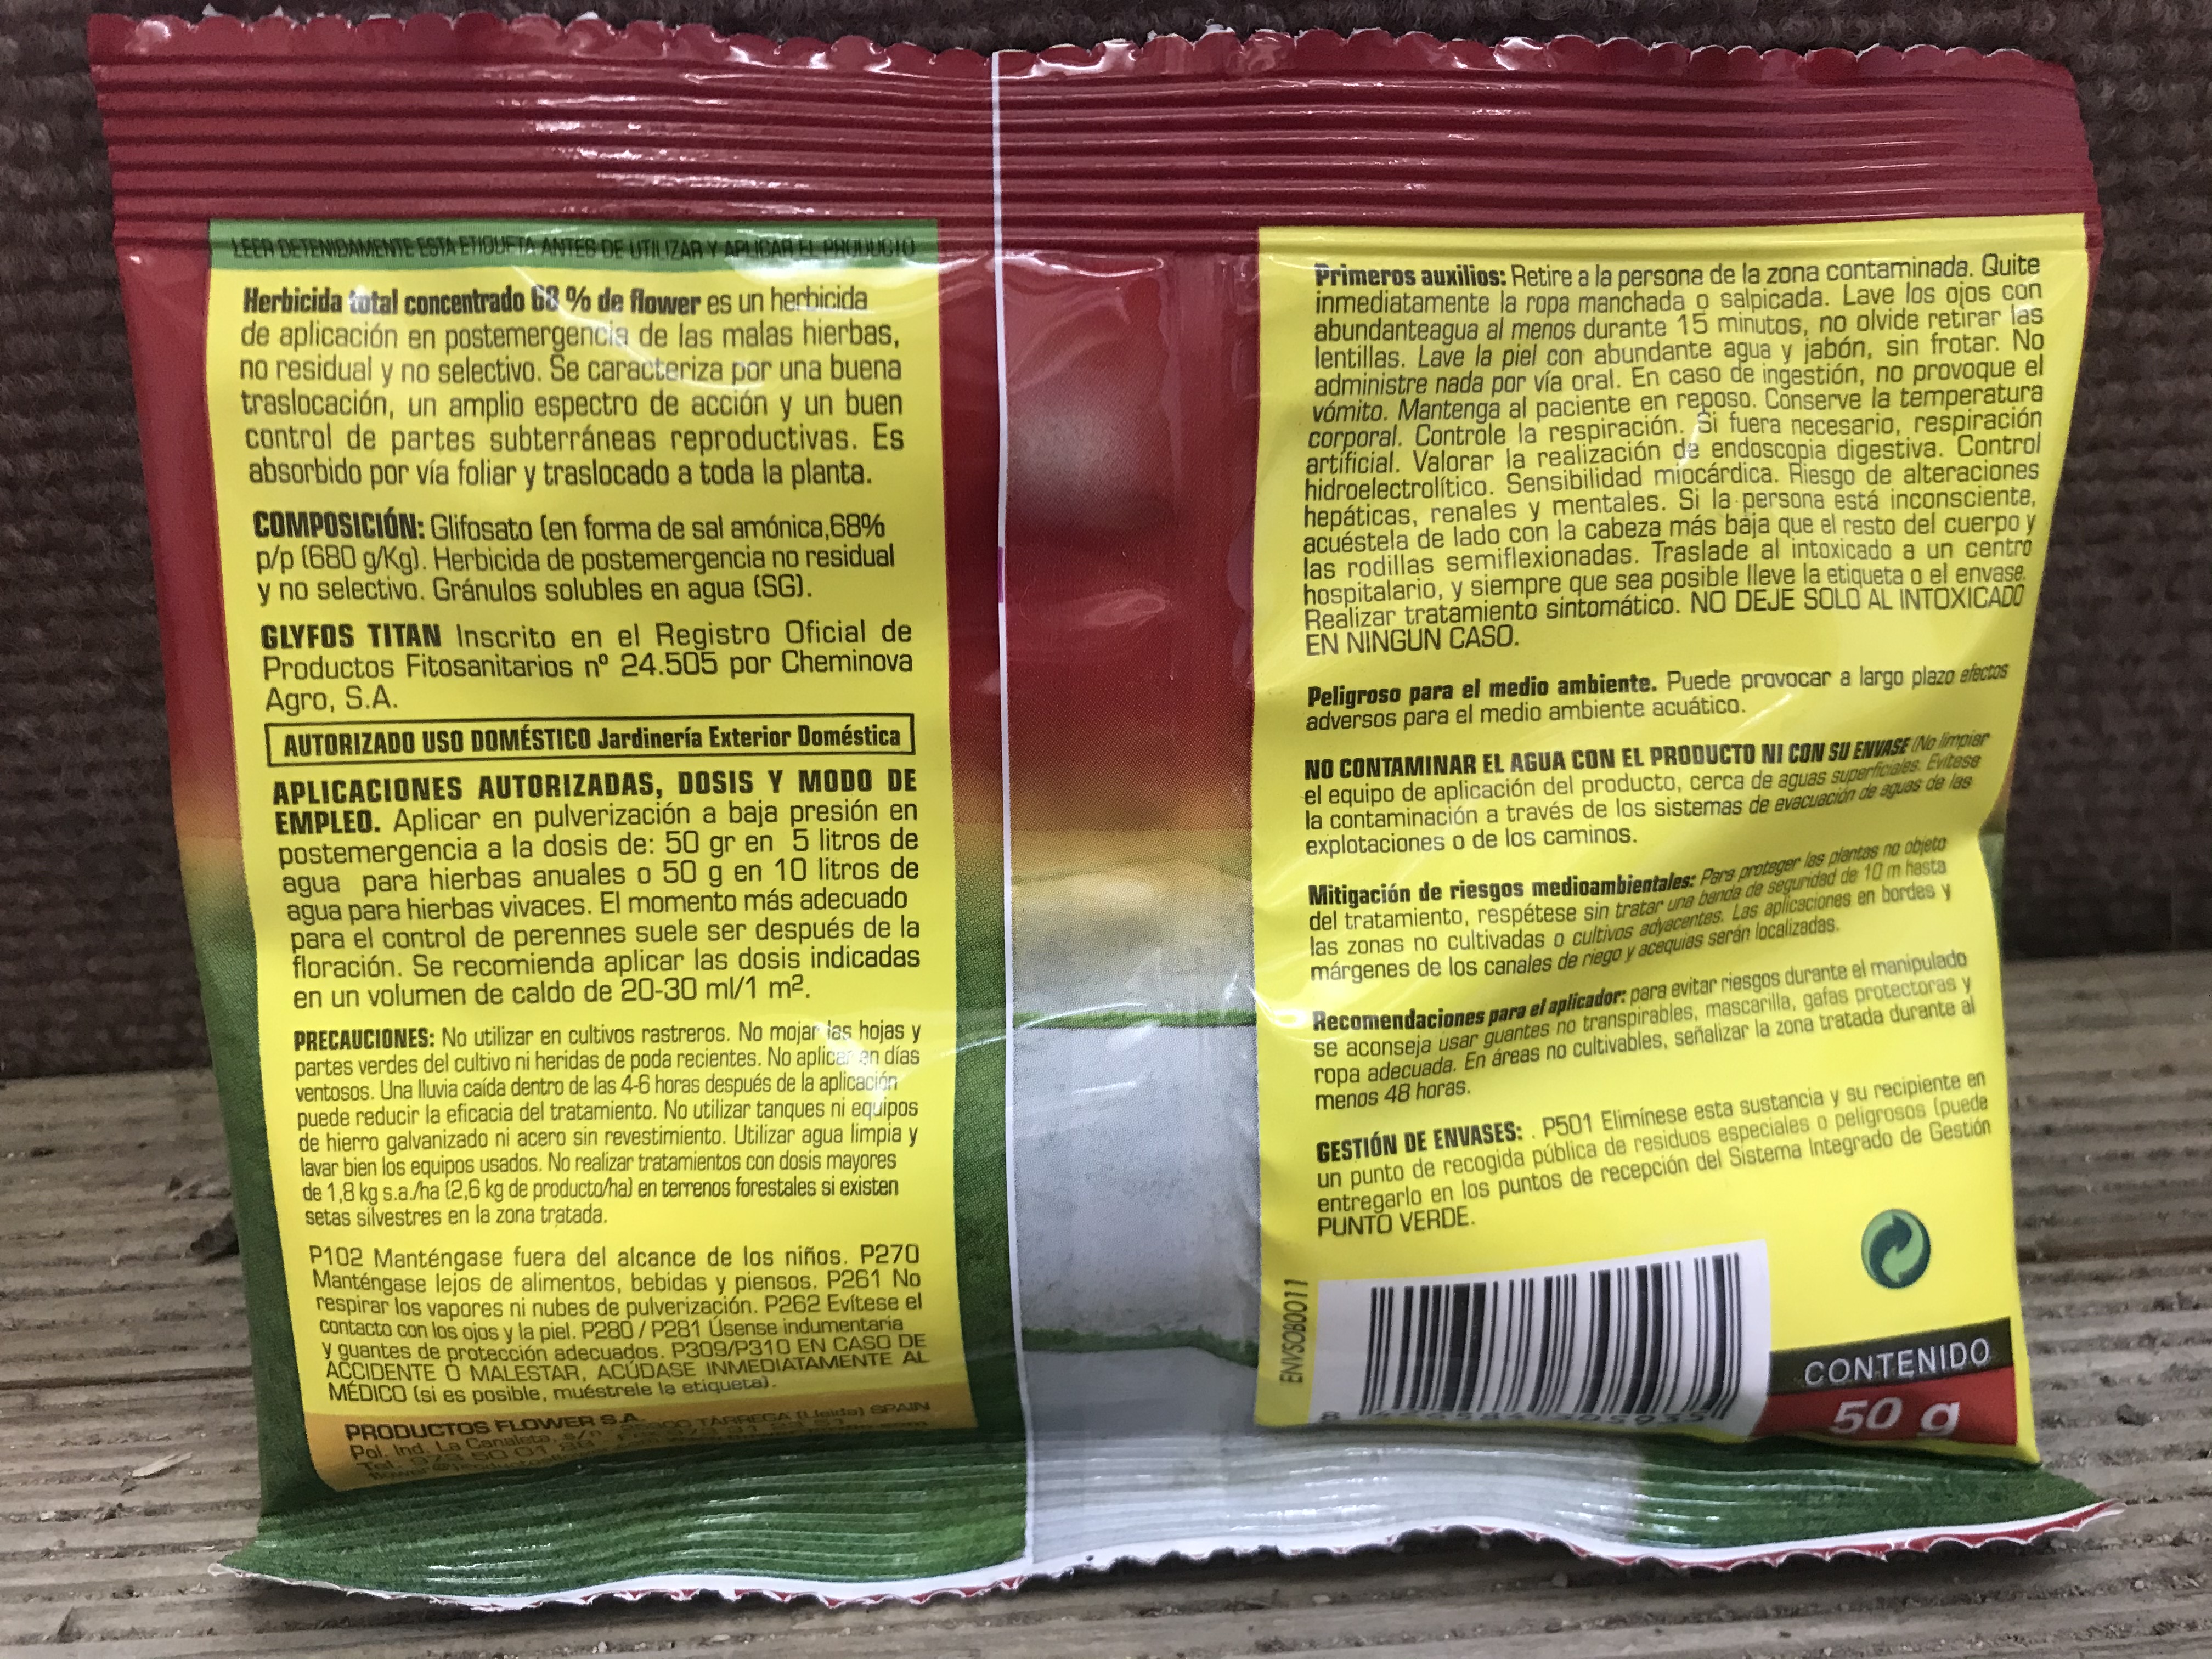 LEER DETENIDAMENTE ESTA ETIQUETA ANTES DE UTILIZAR Y APLICAR EL PRODUCTO
Herbicida total concentrado 68 % de flower es un herbicida
de aplicación en postemergencia de las malas hierbas,
no residual y no selectivo. Se caracteriza por una buena
traslocación, un amplio espectro de acción y un buen
control de partes subterráneas reproductivas. Es
absorbido por vía foliar y traslocado a toda la planta.
COMPOSICIÓN: Glifosato (en forma de sal amónica,68%
p/p (680 g/Kg). Herbicida de postemergencia no residual
y no selectivo. Gránulos solubles en agua (SG).
GLYFOS TITAN Inscrito en el Registro Oficial de
Productos Fitosanitarios nº 24.505 por Cheminova
Agro, S.A.
AUTORIZADO USO DOMÉSTICO Jardinería Exterior Doméstica
APLICACIONES AUTORIZADAS, DOSIS Y MODO DE
EMPLEO. Aplicar en pulverización a baja presión en
postemergencia a la dosis de: 50 gr en 5 litros de
agua para hierbas anuales o 50 g en 10 litros de
agua para hierbas vivaces. El momento más adecuado
para el control de perennes suele ser después de la
floración. Se recomienda aplicar las dosis indicadas
en un volumen de caldo de 20-30 ml/1 m².
PRECAUCIONES: No utilizar en cultivos rastreros. No mojar las hojas y
partes verdes del cultivo ni heridas de poda recientes. No aplicar en días
ventosos. Una lluvia caída dentro de las 4-6 horas después de la aplicación
puede reducir la eficacia del tratamiento. No utilizar tanques ni equipos
de hierro galvanizado ni acero sin revestimiento. Utilizar agua limpia y
lavar bien los equipos usados. No realizar tratamientos con dosis mayores
de 1,8 kg s.a./ha (2,6 kg de producto/ha) en terrenos forestales si existen
setas silvestres en la zona tratada.
P102 Manténgase fuera del alcance de los niños. P270
Manténgase lejos de alimentos, bebidas y piensos. P261 No
respirar los vapores ni nubes de pulverización. P262 Evítese el
contacto con los ojos y la piel. P280 / P281 Úsense indumentaria
y guantes de protección adecuados. P309/P310 EN CASO DE
ACCIDENTE O MALESTAR, ACÚDASE INMEDIATAMENTE AL
MÉDICO (si es posible, muéstrele la etiqueta).
PRODUCTOS FLOWER S.A.
Pol. Ind. La Canaleta, s/n 25300 TÀRREGA (Lleida) SPAIN
Tel. 973 50 01 88
Primeros auxilios: Retire a la persona de la zona contaminada. Quite
inmediatamente la ropa manchada o salpicada. Lave los ojos con
abundanteagua al menos durante 15 minutos, no olvide retirar las
lentillas. Lave la piel con abundante agua y jabón, sin frotar. No
administre nada por vía oral. En caso de ingestión, no provoque el
vómito. Mantenga al paciente en reposo. Conserve la temperatura
corporal. Controle la respiración. Si fuera necesario, respiración
artificial. Valorar la realización de endoscopia digestiva. Control
hidroelectrolítico. Sensibilidad miocárdica. Riesgo de alteraciones
hepáticas, renales y mentales. Si la persona está inconsciente,
acuéstela de lado con la cabeza más baja que el resto del cuerpo y
las rodillas semiflexionadas. Traslade al intoxicado a un centro
hospitalario, y siempre que sea posible lleve la etiqueta o el envase.
Realizar tratamiento sintomático. NO DEJE SOLO AL INTOXICADO
EN NINGUN CASO.
Peligroso para el medio ambiente. Puede provocar a largo plazo efectos
adversos para el medio ambiente acuático.
NO CONTAMINAR EL AGUA CON EL PRODUCTO NI CON SU ENVASE (No limpiar
el equipo de aplicación del producto, cerca de aguas superficiales. Evítese
la contaminación a través de los sistemas de evacuación de aguas de las
explotaciones o de los caminos.
Mitigación de riesgos medioambientales: Para proteger las plantas no objeto
del tratamiento, respétese sin tratar una banda de seguridad de 10 m hasta
las zonas no cultivadas o cultivos adyacentes. Las aplicaciones en bordes y
márgenes de los canales de riego y acequias serán localizadas.
Recomendaciones para el aplicador: para evitar riesgos durante el manipulado
se aconseja usar guantes no transpirables, mascarilla, gafas protectoras y
ropa adecuada. En áreas no cultivables, señalizar la zona tratada durante al
menos 48 horas.
GESTIÓN DE ENVASES: . P501 Elimínese esta sustancia y su recipiente en
un punto de recogida pública de residuos especiales o peligrosos (puede
entregarlo en los puntos de recepción del Sistema Integrado de Gestión
PUNTO VERDE.
ENVSOB0011
CONTENIDO
50 g